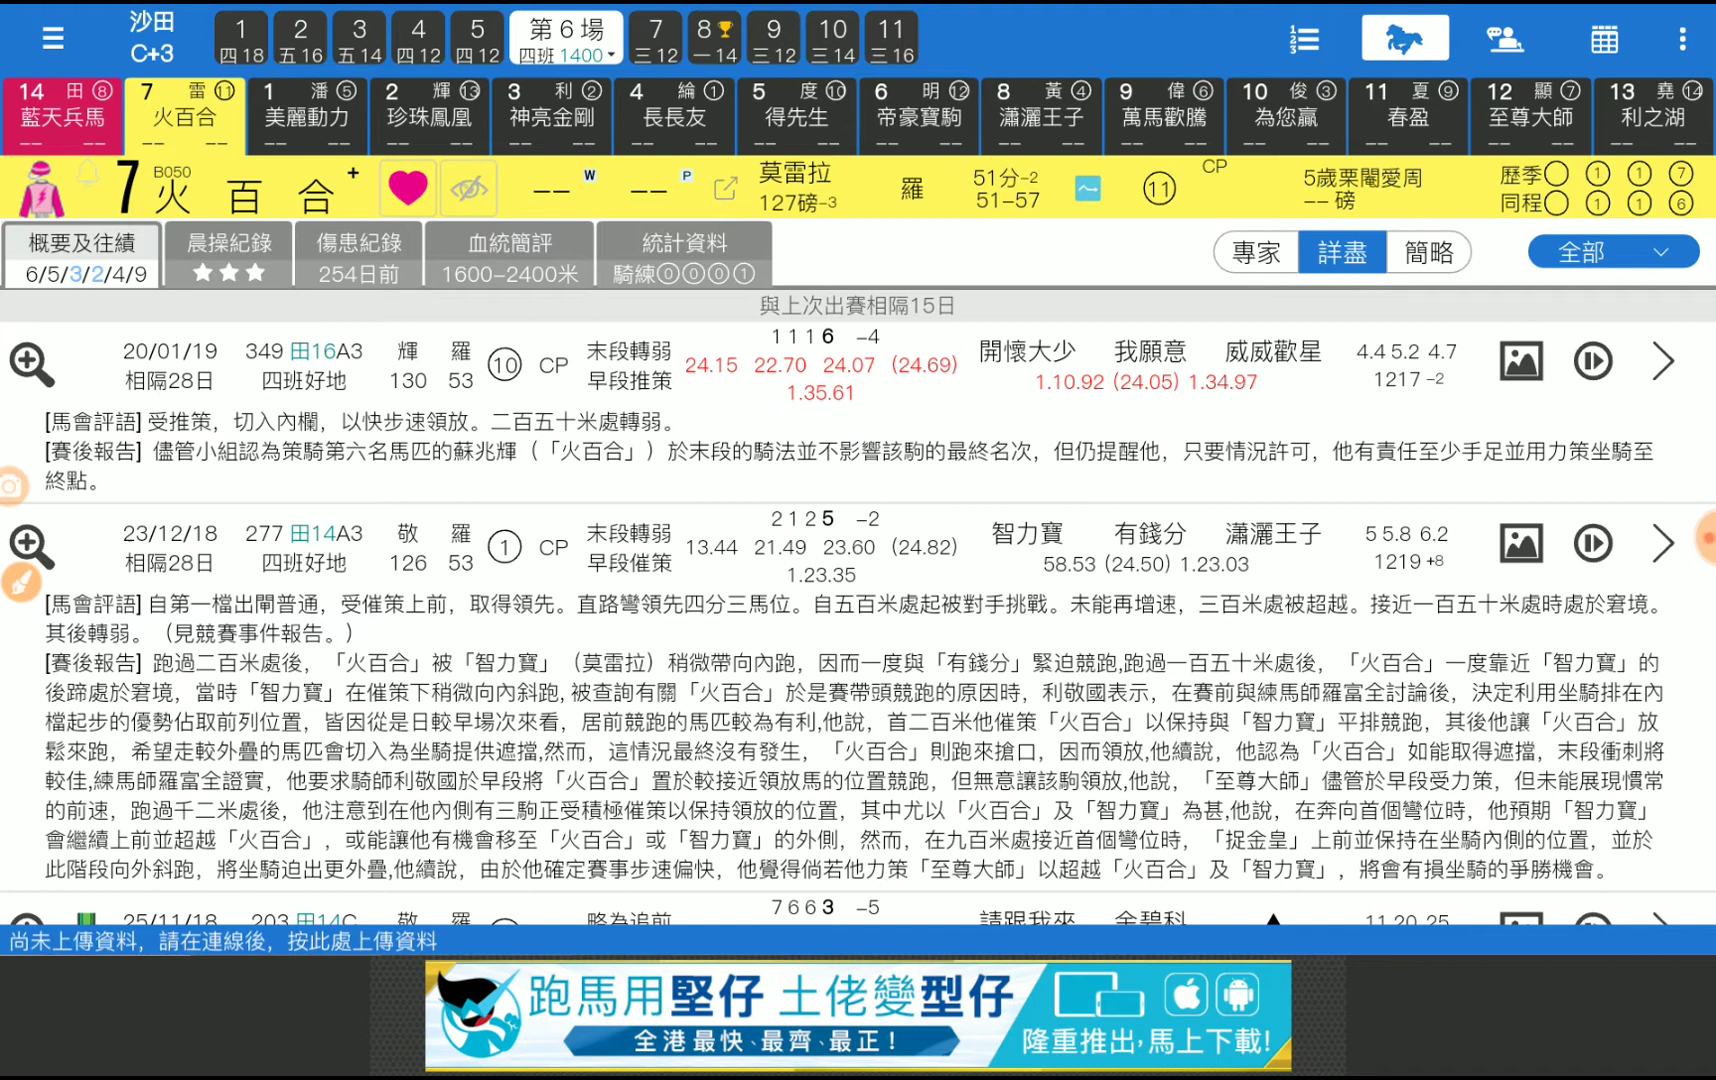 沙田
C+3
1
四18
2
五16
3
五14
4
四12
5
四12
第 6 場
四班 1400
7
三12
8
一14
9
三12
10
三14
11
三16
14 田 ⑧
藍天兵馬
-- --
7 雷 ⑪
火百合
-- --
1 潘 ⑤
美麗動力
-- --
2 輝 ⑬
珍珠鳳凰
-- --
3 利 ②
神亮金剛
-- --
4 綸 ①
長長友
-- --
5 度 ⑩
得先生
-- --
6 明 ⑫
帝豪寶駒
-- --
8 黃 ④
瀟灑王子
-- --
9 偉 ⑥
萬馬歡騰
-- --
10 俊 ③
為您贏
-- --
11 夏 ⑨
春盈
-- --
12 顯 ⑦
至尊大師
-- --
13 堯 ⑭
利之湖
-- --
7 B050
火百合 +
-- W -- P
莫雷拉
127磅-3
羅
51分-2
51-57
⑪ CP
5歲栗閹愛周
-- 磅
歷季 ① ① ⑦
同程 ① ① ⑥
概要及往績
6/5/3/2/4/9
晨操紀錄
★★★
傷患紀錄
254日前
血統簡評
1600-2400米
統計資料
騎練⓪⓪⓪①
專家 詳盡 簡略
全部
與上次出賽相隔15日
20/01/19 349 田16A3 輝 羅 ⑩ CP 末段轉弱 1 1 1 6 -4
相隔28日 四班好地 130 53 早段推策
24.15 22.70 24.07 (24.69)
1.35.61
開懷大少 我願意 威威歡星
1.10.92 (24.05) 1.34.97
4.4 5.2 4.7
1217 -2
[馬會評語] 受推策，切入內欄，以快步速領放。二百五十米處轉弱。
[賽後報告] 儘管小組認為策騎第六名馬匹的蘇兆輝（「火百合」）於末段的騎法並不影響該駒的最終名次，但仍提醒他，只要情況許可，他有責任至少手足並用力策坐騎至
終點。
23/12/18 277 田14A3 敬 羅 ① CP 末段轉弱 2 1 2 5 -2
相隔28日 四班好地 126 53 早段催策
13.44 21.49 23.60 (24.82)
1.23.35
智力寶 有錢分 瀟灑王子
58.53 (24.50) 1.23.03
5 5.8 6.2
1219 +8
[馬會評語] 自第一檔出閘普通，受催策上前，取得領先。直路彎領先四分三馬位。自五百米處起被對手挑戰。未能再增速，三百米處被超越。接近一百五十米處時處於窘境。
其後轉弱。（見競賽事件報告。）
[賽後報告] 跑過二百米處後，「火百合」被「智力寶」（莫雷拉）稍微帶向內跑，因而一度與「有錢分」緊迫競跑,跑過一百五十米處後，「火百合」一度靠近「智力寶」的
後蹄處於窘境，當時「智力寶」在催策下稍微向內斜跑,被查詢有關「火百合」於是賽帶頭競跑的原因時，利敬國表示，在賽前與練馬師羅富全討論後，決定利用坐騎排在內
檔起步的優勢佔取前列位置，皆因從是日較早場次來看，居前競跑的馬匹較為有利,他說，首二百米他催策「火百合」以保持與「智力寶」平排競跑，其後他讓「火百合」放
鬆來跑，希望走較外疊的馬匹會切入為坐騎提供遮擋,然而，這情況最終沒有發生，「火百合」則跑來搶口，因而領放,他續說，他認為「火百合」如能取得遮擋，末段衝刺將
較佳,練馬師羅富全證實，他要求騎師利敬國於早段將「火百合」置於較接近領放馬的位置競跑，但無意讓該駒領放,他說，「至尊大師」儘管於早段受力策，但未能展現慣常
的前速，跑過千二米處後，他注意到在他內側有三駒正受積極催策以保持領放的位置，其中尤以「火百合」及「智力寶」為甚,他說，在奔向首個彎位時，他預期「智力寶」
會繼續上前並超越「火百合」，或能讓他有機會移至「火百合」或「智力寶」的外側，然而，在九百米處接近首個彎位時，「捉金皇」上前並保持在坐騎內側的位置，並於
此階段向外斜跑，將坐騎迫出更外疊,他續說，由於他確定賽事步速偏快，他覺得倘若他力策「至尊大師」以超越「火百合」及「智力寶」，將會有損坐騎的爭勝機會。
25/11/18 203 田14C 敬 羅 略為追前 7 6 6 3 -5 請跟我來 金碧科 11 20 25
尚未上傳資料，請在連線後，按此處上傳資料
跑馬用堅仔 土佬變型仔
全港最快、最齊、最正！
隆重推出，馬上下載!